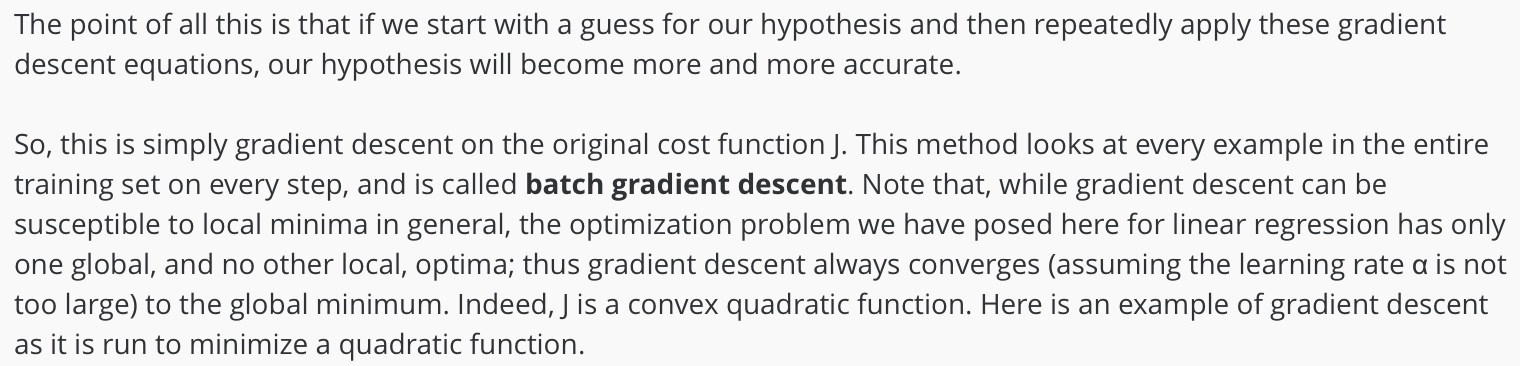 The point of all this is that if we start with a guess for our hypothesis and then repeatedly apply these gradient
descent equations, our hypothesis will become more and more accurate.
So, this is simply gradient descent on the original cost function J. This method looks at every example in the entire
training set on every step, and is called batch gradient descent. Note that, while gradient descent can be
susceptible to local minima in general, the optimization problem we have posed here for linear regression has only
one global, and no other local, optima; thus gradient descent always converges (assuming the learning rate α is not
too large) to the global minimum. Indeed, J is a convex quadratic function. Here is an example of gradient descent
as it is run to minimize a quadratic function.